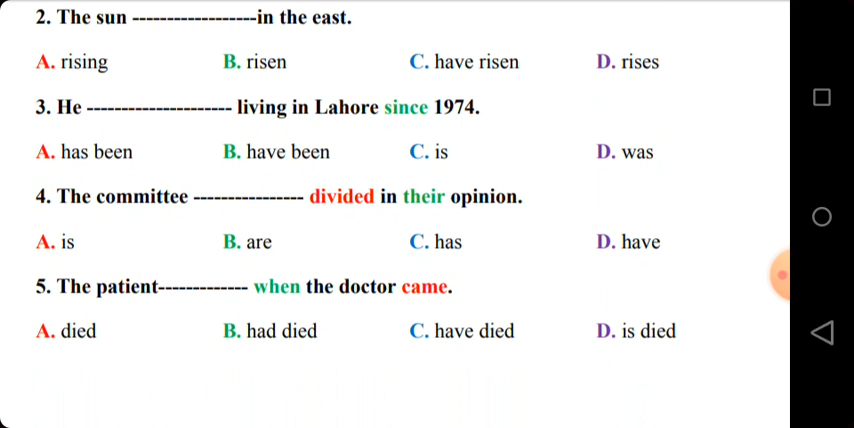 2. The sun -------------------in the east.
A. rising B. risen C. have risen D. rises
3. He --------------------- living in Lahore since 1974.
A. has been B. have been C. is D. was
4. The committee ---------------- divided in their opinion.
A. is B. are C. has D. have
5. The patient------------- when the doctor came.
A. died B. had died C. have died D. is died